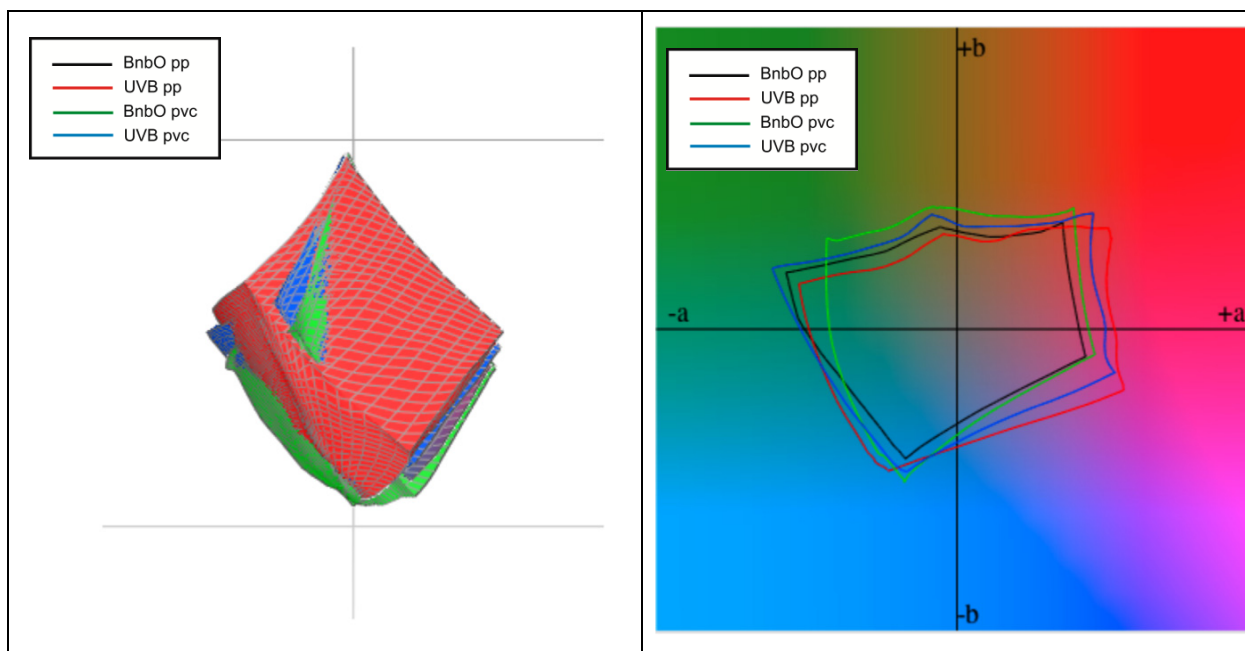 BnbO pp
UVB pp
BnbO pvc
UVB pvc
+b
BnbO pp
UVB pp
BnbO pvc
UVB pvc
-a
+a
-b